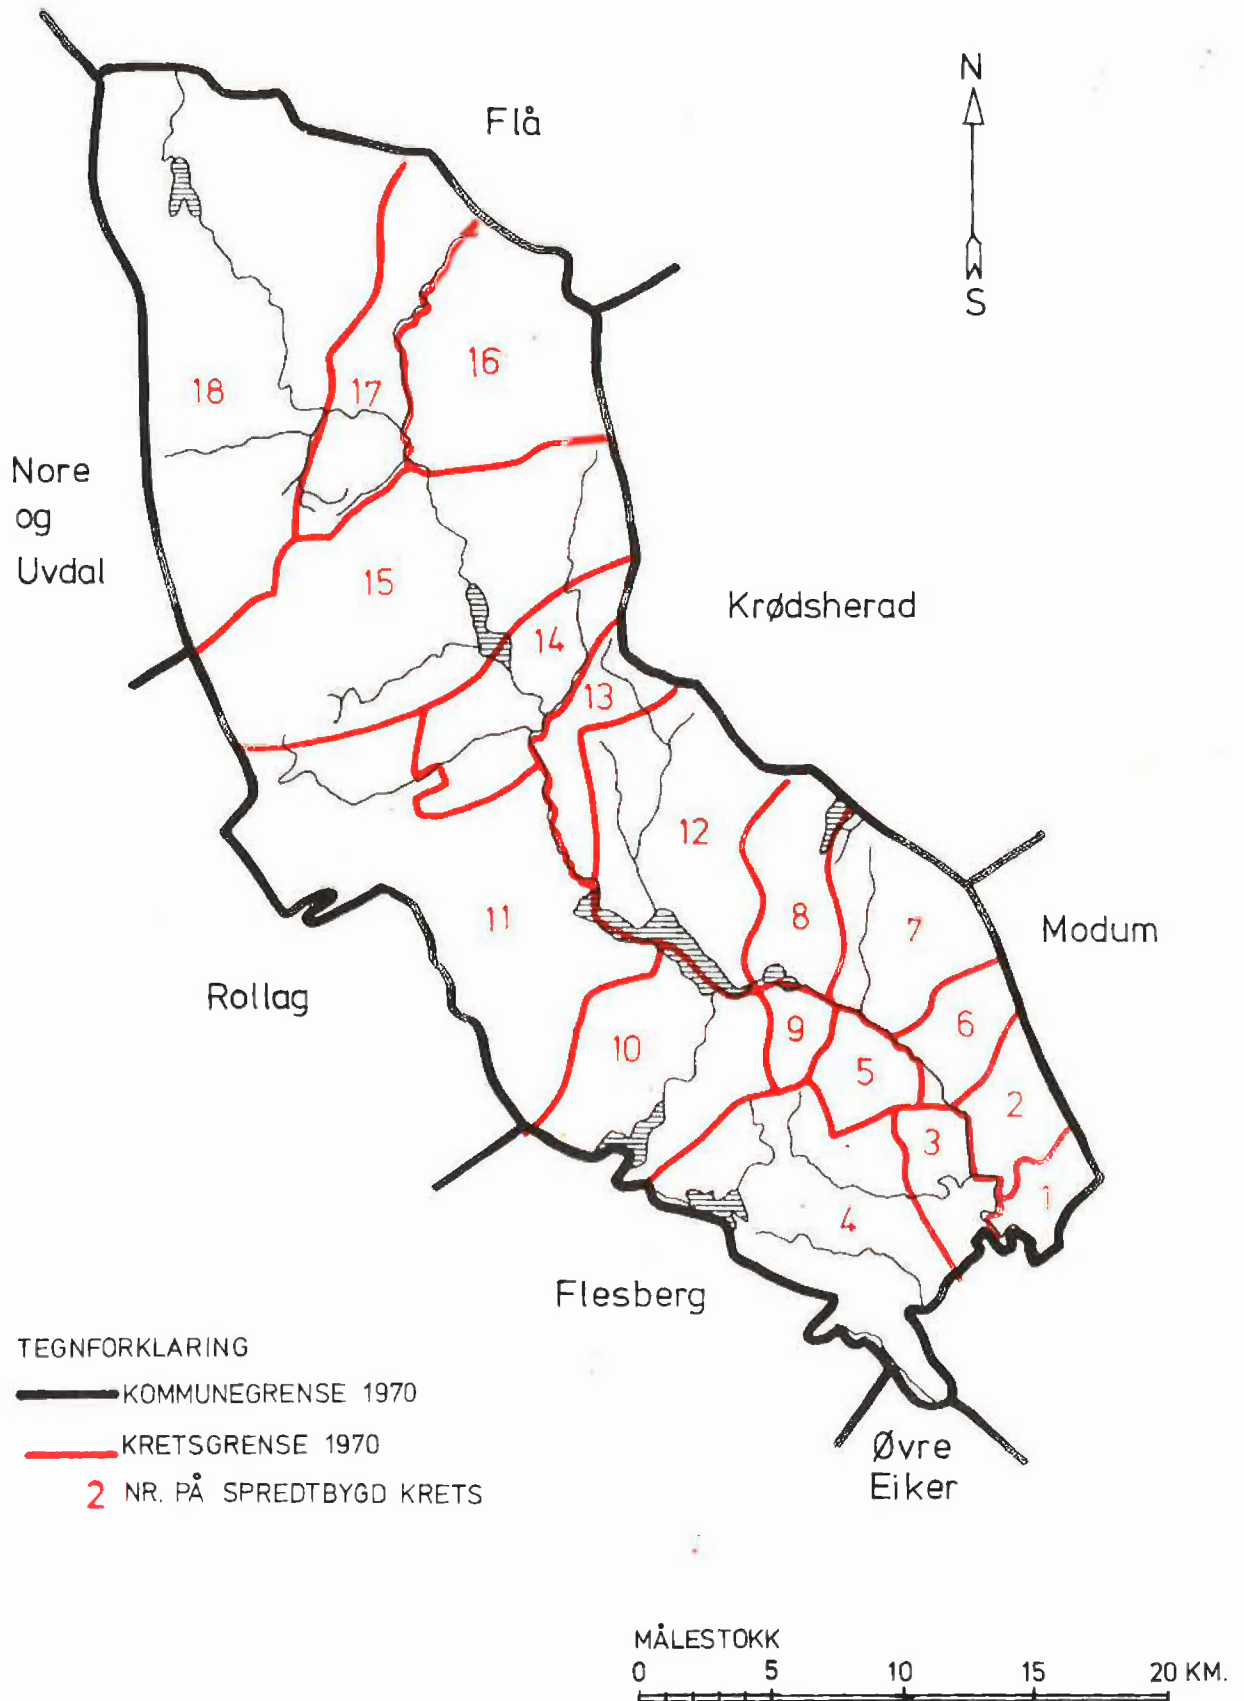 N
Flå
S
16
18
17
Nore
og
Uvdal
15
Krødsherad
14
13
12
11
8
7
Modum
Rollag
9
6
10
5
2
3
1
4
Flesberg
TEGNFORKLARING
KOMMUNEGRENSE 1970
KRETSGRENSE 1970
2 NR. PÅ SPREDTBYGD KRETS
Øvre
Eiker
MÅLESTOKK
0 5 10 15 20 KM.